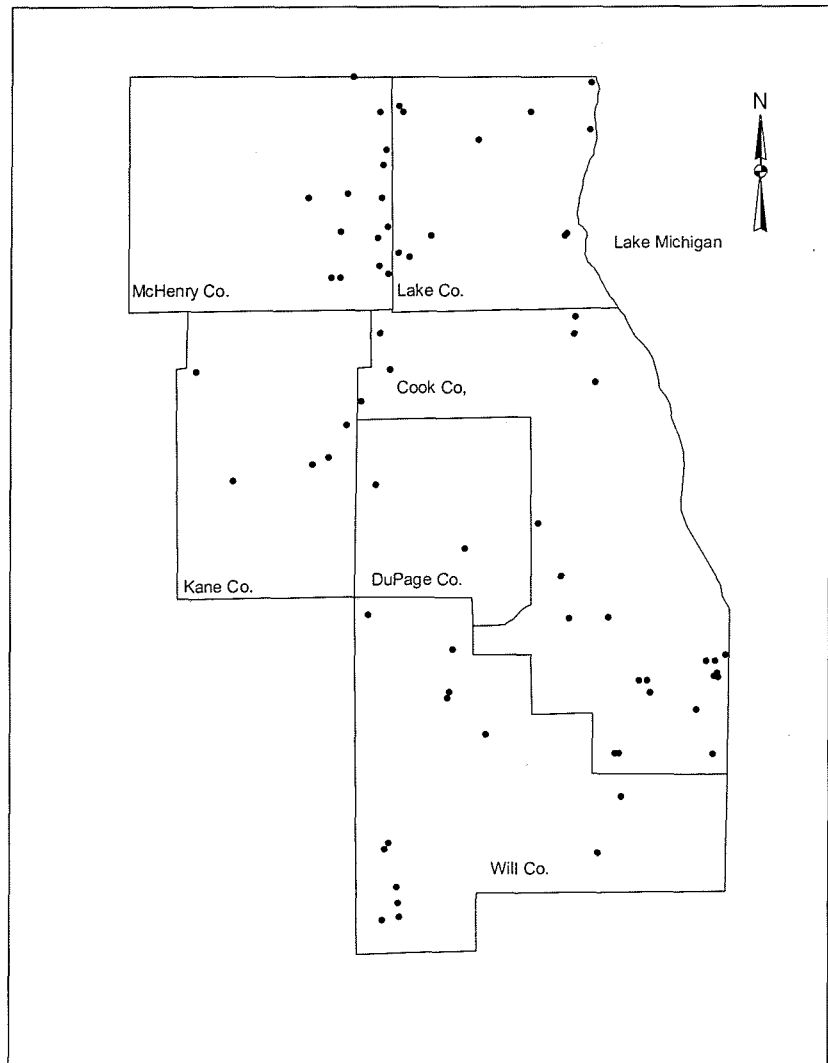 N
Lake Michigan
McHenry Co.
Lake Co.
Cook Co,
Kane Co.
DuPage Co.
Will Co.